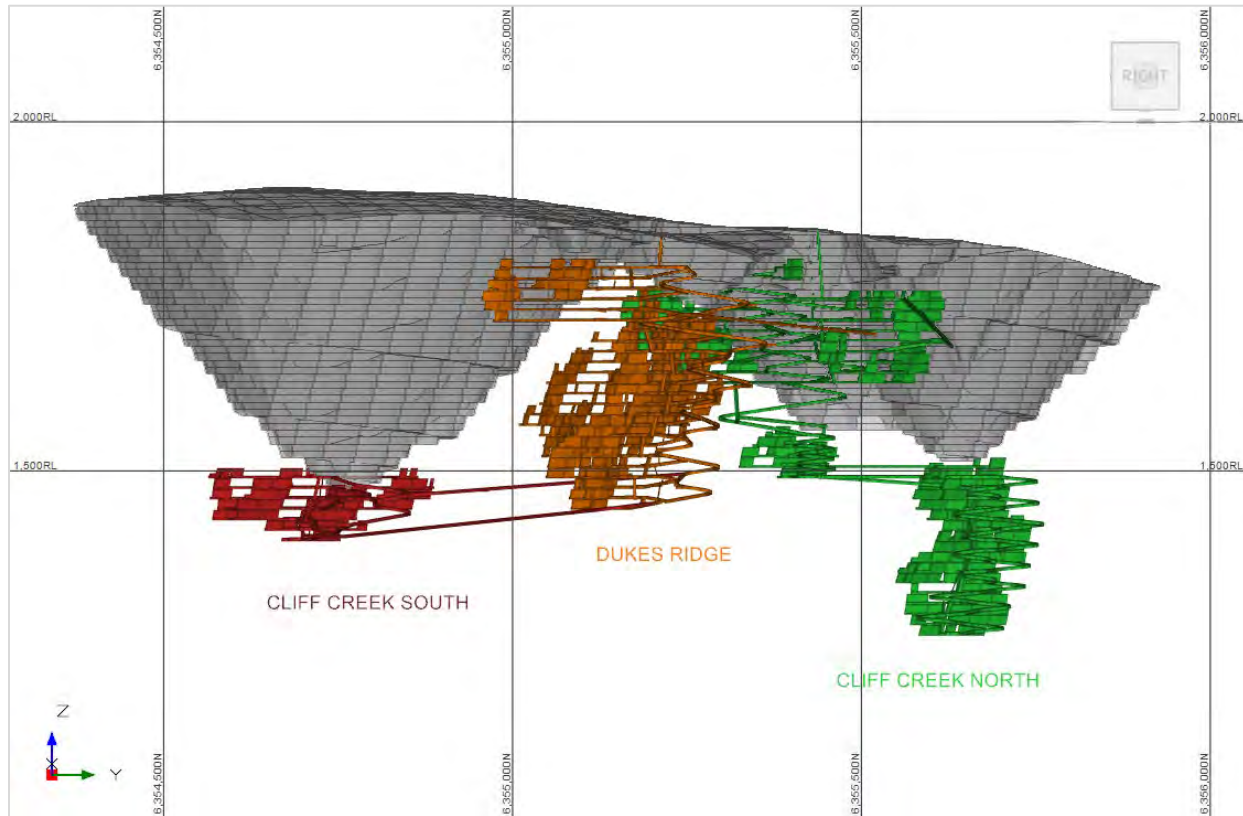 6,354,500N
6,355,000N
6,355,500N
6,356,000N
RIGHT
2,000RL
2,000RL
1,500RL
1,500RL
DUKES RIDGE
CLIFF CREEK SOUTH
CLIFF CREEK NORTH
Z
X
Y
6,354,500N
6,355,000N
6,355,500N
6,356,000N